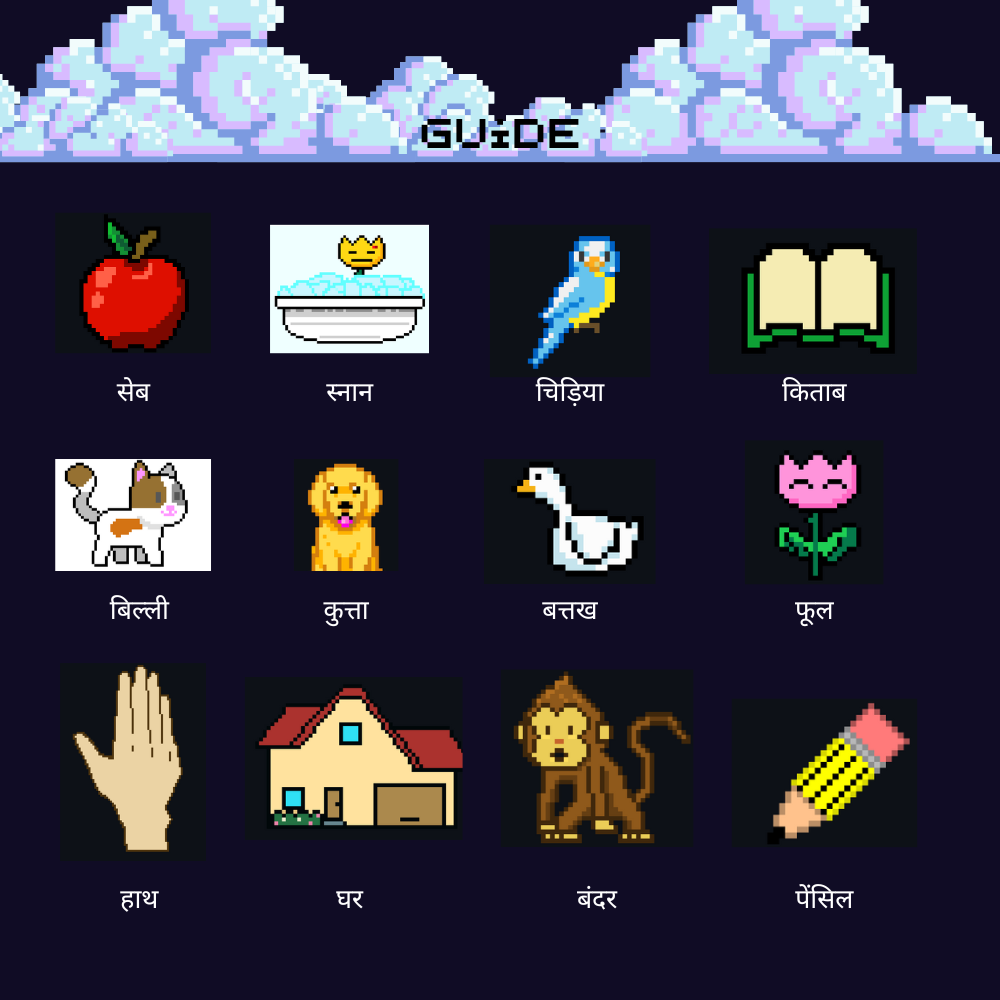 GUiDE
सेब
स्नान
चिड़िया
किताब
बिल्ली
कुत्ता
बत्तख
फूल
हाथ
घर
बंदर
पेंसिल